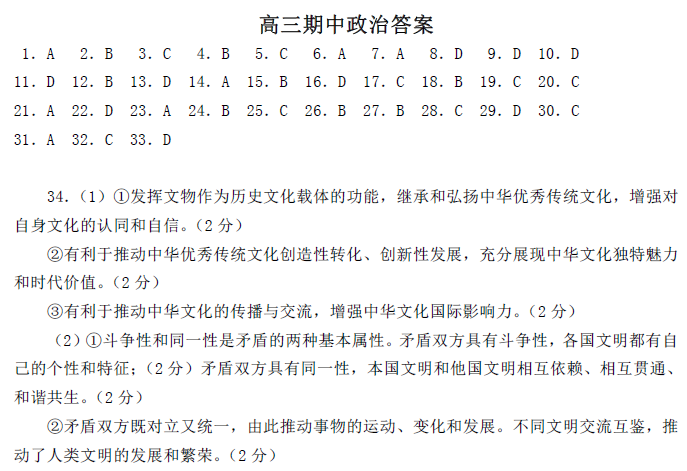 高三期中政治答案
1. A 2. B 3. C 4. B 5. C 6. A 7. A 8. D 9. D 10. D
11. D 12. B 13. D 14. A 15. B 16. D 17. C 18. B 19. C 20. C
21. A 22. D 23. A 24. B 25. C 26. B 27. B 28. C 29. D 30. C
31. A 32. C 33. D
34.（1）①发挥文物作为历史文化载体的功能，继承和弘扬中华优秀传统文化，增强对
自身文化的认同和自信。（2 分）
②有利于推动中华优秀传统文化创造性转化、创新性发展，充分展现中华文化独特魅力
和时代价值。（2 分）
③有利于推动中华文化的传播与交流，增强中华文化国际影响力。（2 分）
（2）①斗争性和同一性是矛盾的两种基本属性。矛盾双方具有斗争性，各国文明都有自
己的个性和特征；（2 分）矛盾双方具有同一性，本国文明和他国文明相互依赖、相互贯通、
和谐共生。（2 分）
②矛盾双方既对立又统一，由此推动事物的运动、变化和发展。不同文明交流互鉴，推
动了人类文明的发展和繁荣。（2 分）